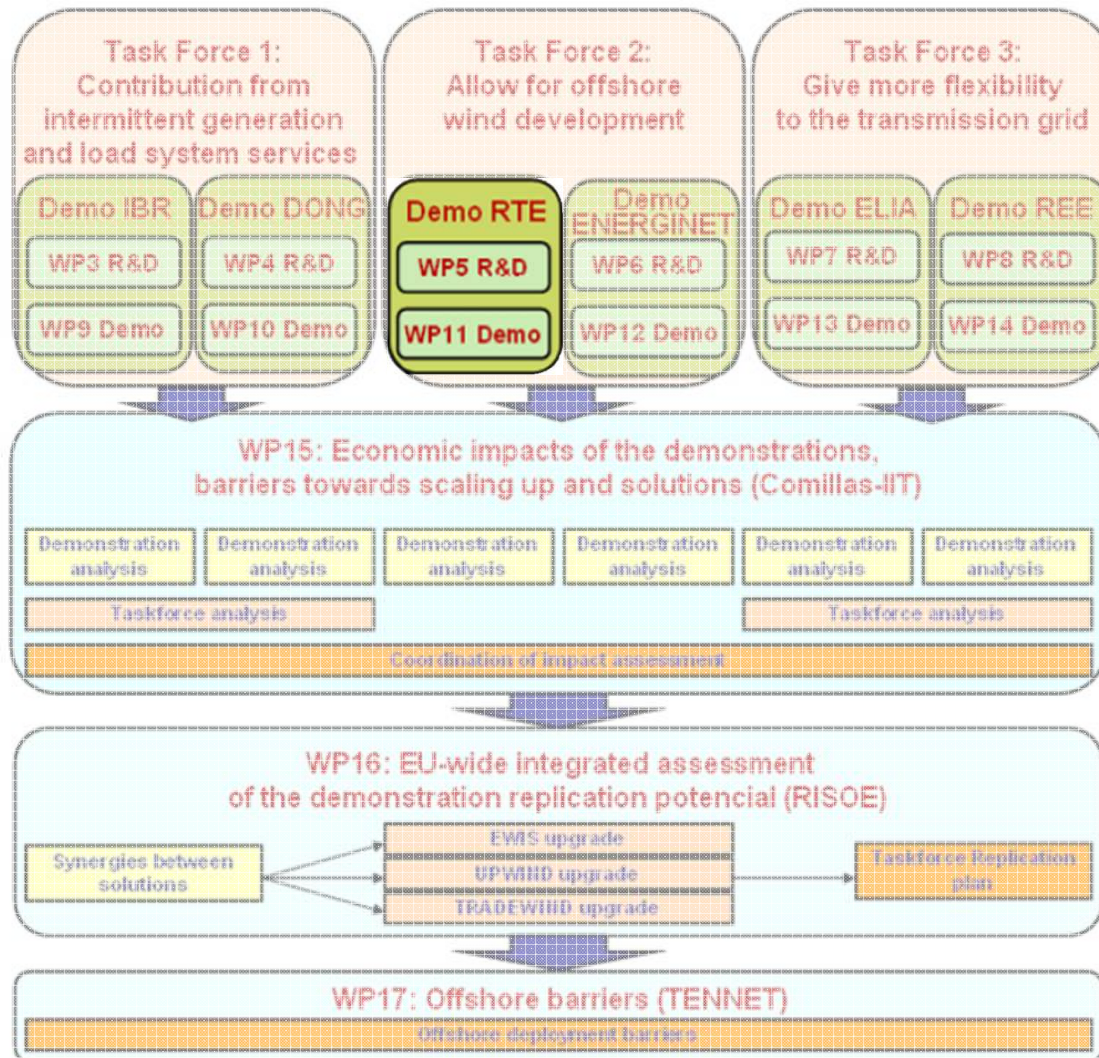 Task Force 1:
Contribution from
intermittent generation
and load system services
Task Force 2:
Allow for offshore
wind development
Task Force 3:
Give more flexibility
to the transmission grid
Demo IBR
WP3 R&D
WP9 Demo
Demo DONG
WP4 R&D
WP10 Demo
Demo RTE
WP5 R&D
WP11 Demo
Demo
ENERGINET
WP6 R&D
WP12 Demo
Demo ELIA
WP7 R&D
WP13 Demo
Demo REE
WP8 R&D
WP14 Demo
WP15: Economic impacts of the demonstrations,
barriers towards scaling up and solutions (Comillas-IIT)
Demonstration
analysis
Demonstration
analysis
Demonstration
analysis
Demonstration
analysis
Demonstration
analysis
Demonstration
analysis
Taskforce analysis
Taskforce analysis
Coordination of impact assessment
WP16: EU-wide integrated assessment
of the demonstration replication potencial (RISOE)
Synergies between
solutions
EWIS upgrade
UPWIND upgrade
TRADEWIND upgrade
Taskforce Replication
plan
WP17: Offshore barriers (TENNET)
Offshore deployment barriers